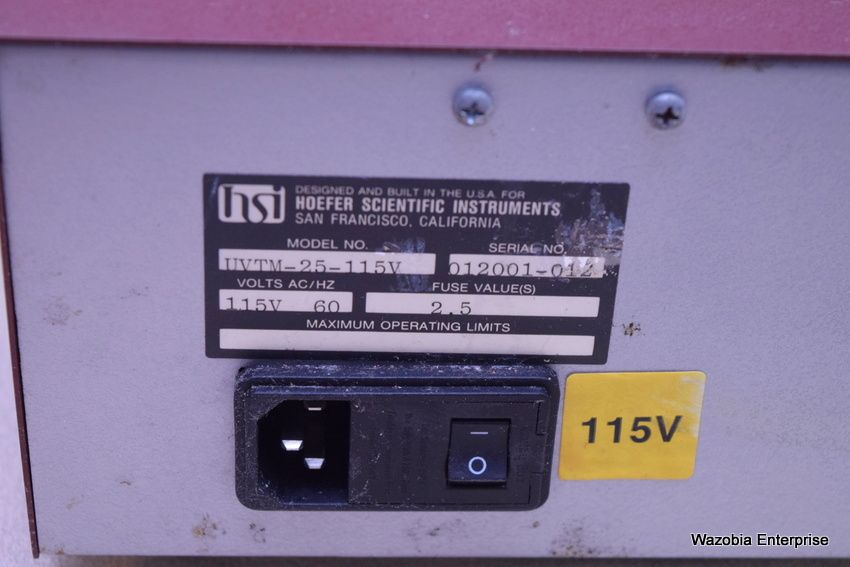 hsi
DESIGNED AND BUILT IN THE U.S.A. FOR
HOEFER SCIENTIFIC INSTRUMENTS
SAN FRANCISCO, CALIFORNIA
MODEL NO. SERIAL NO.
UVTM-25-115V 012001-012
VOLTS AC/HZ FUSE VALUE(S)
115V 60 2.5
MAXIMUM OPERATING LIMITS
115V
Wazobia Enterprise